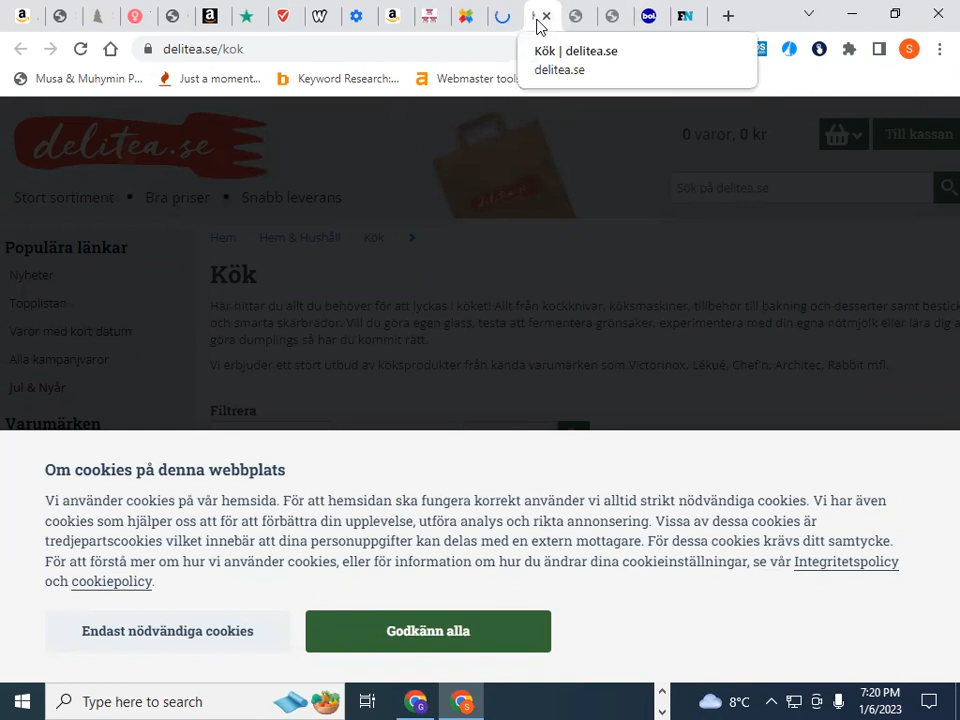 bol.
FN
delitea.se/kok
Kök | delitea.se
delitea.se
S
Musa & Muhymin P...
Just a moment...
Keyword Research:...
Webmaster tool
delitea.se
0 varor, 0 kr
Till kassan
Stort sortiment ▪ Bra priser ▪ Snabb leverans
Sök på delitea.se
Populära länkar
Nyheter
Topplistan
Varor med kort datum
Alla kampanjvaror
Jul & Nyår
Varumärken
Hem Hem & Hushåll Kök
Kök
Här hittar du allt du behöver för att lyckas i köket! Allt från kockknivar, köksmaskiner, tillbehör till bakning och desserter samt bestick
och smarta skärbrädor. Vill du göra egen glass, testa att fermentera grönsaker, experimentera med din egna nötmjölk eller lära dig a
göra dumplings så har du kommit rätt.
Vi erbjuder ett stort utbud av köksprodukter från kända varumärken som Victorinox, Lékué, Chef'n, Architec, Rabbit mfl.
Filtrera
Om cookies på denna webbplats
Vi använder cookies på vår hemsida. För att hemsidan ska fungera korrekt använder vi alltid strikt nödvändiga cookies. Vi har även
cookies som hjälper oss att för att förbättra din upplevelse, utföra analys och rikta annonsering. Vissa av dessa cookies är
tredjepartscookies vilket innebär att dina personuppgifter kan delas med en extern mottagare. För dessa cookies krävs ditt samtycke.
För att förstå mer om hur vi använder cookies, eller för information om hur du ändrar dina cookieinställningar, se vår Integritetspolicy
och cookiepolicy.
Endast nödvändiga cookies
Godkänn alla
Type here to search
8°C
7:20 PM
1/6/2023